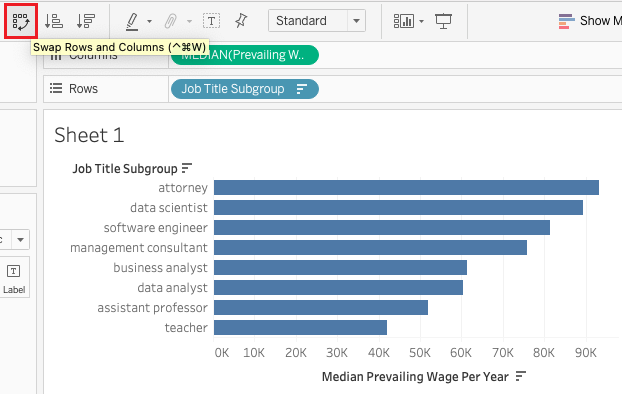 Standard
Show M
Swap Rows and Columns (^⌘W)
Columns
MEDIAN(Prevailing W..
Rows
Job Title Subgroup
Sheet 1
Job Title Subgroup
attorney
data scientist
software engineer
management consultant
business analyst
data analyst
assistant professor
teacher
c
T
Label
0K 10K 20K 30K 40K 50K 60K 70K 80K 90K
Median Prevailing Wage Per Year